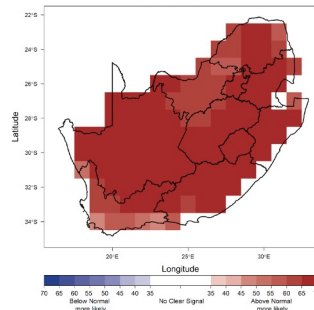 22°S
24°S
26°S
28°S
30°S
32°S
34°S
Latitude
20°E 25°E 30°E
Longitude
70 65 60 55 50 45 40 35 35 40 45 50 55 60 65
Below Normal No Clear Signal Above Normal
more likely more likely